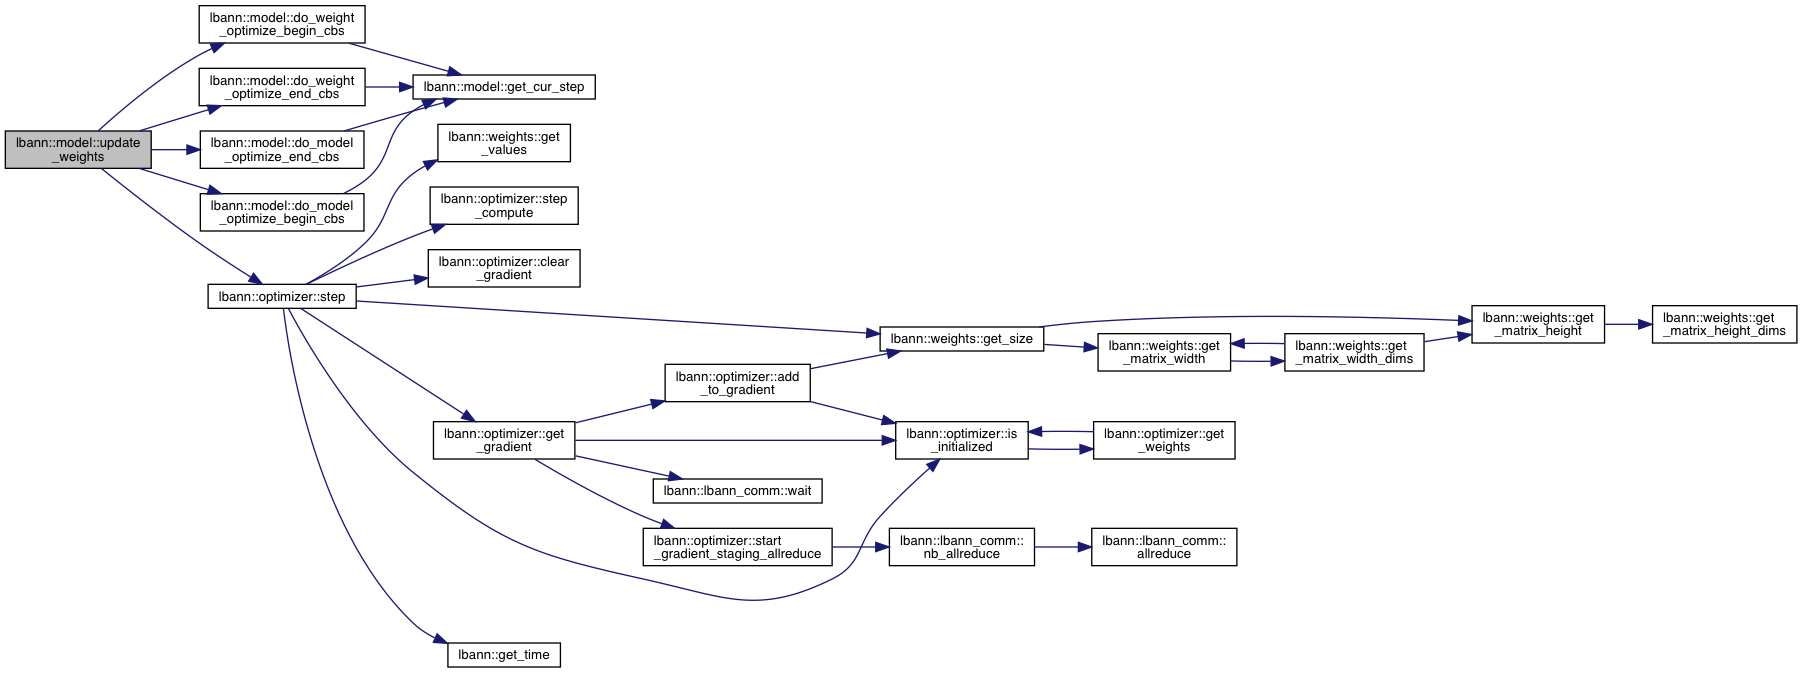 lbann::model::update
_weights
lbann::model::do_weight
_optimize_begin_cbs
lbann::model::do_weight
_optimize_end_cbs
lbann::model::do_model
_optimize_end_cbs
lbann::model::do_model
_optimize_begin_cbs
lbann::optimizer::step
lbann::model::get_cur_step
lbann::weights::get
_values
lbann::optimizer::step
_compute
lbann::optimizer::clear
_gradient
lbann::optimizer::get
_gradient
lbann::get_time
lbann::optimizer::add
_to_gradient
lbann::lbann_comm::wait
lbann::optimizer::start
_gradient_staging_allreduce
lbann::weights::get_size
lbann::optimizer::is
_initialized
lbann::lbann_comm::
nb_allreduce
lbann::weights::get
_matrix_width
lbann::optimizer::get
_weights
lbann::lbann_comm::
allreduce
lbann::weights::get
_matrix_width_dims
lbann::weights::get
_matrix_height
lbann::weights::get
_matrix_height_dims